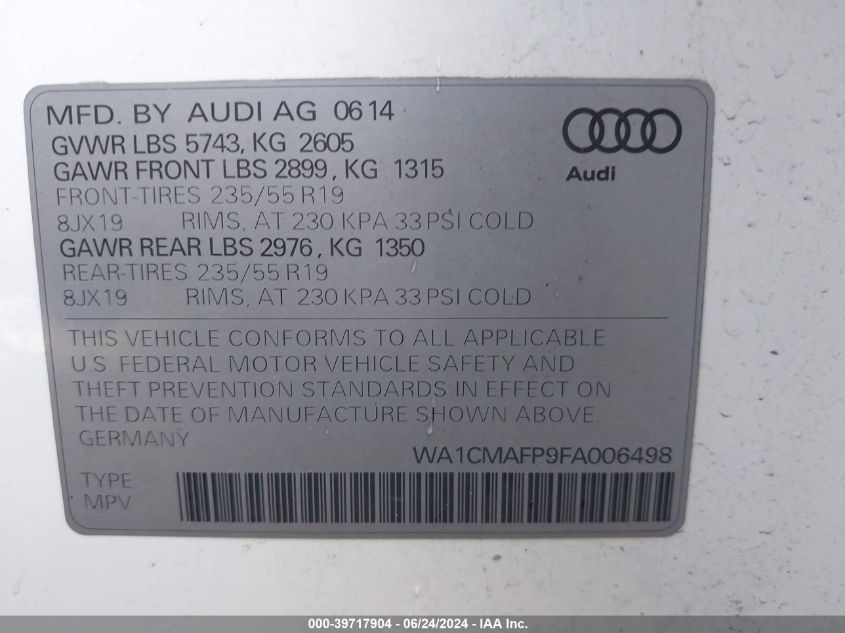 MFD. BY AUDI AG 06 14
GVWR LBS 5743, KG 2605
GAWR FRONT LBS 2899, KG 1315
FRONT-TIRES 235/55 R19
8JX19 RIMS, AT 230 KPA 33 PSI COLD
GAWR REAR LBS 2976, KG 1350
REAR-TIRES 235/55 R19
8JX19 RIMS, AT 230 KPA 33 PSI COLD
Audi
THIS VEHICLE CONFORMS TO ALL APPLICABLE
U.S. FEDERAL MOTOR VEHICLE SAFETY AND
THEFT PREVENTION STANDARDS IN EFFECT ON
THE DATE OF MANUFACTURE SHOWN ABOVE.
GERMANY
WA1CMAFP9FA006498
TYPE:
MPV
000-39717904 - 06/24/2024 - IAAI, Inc.